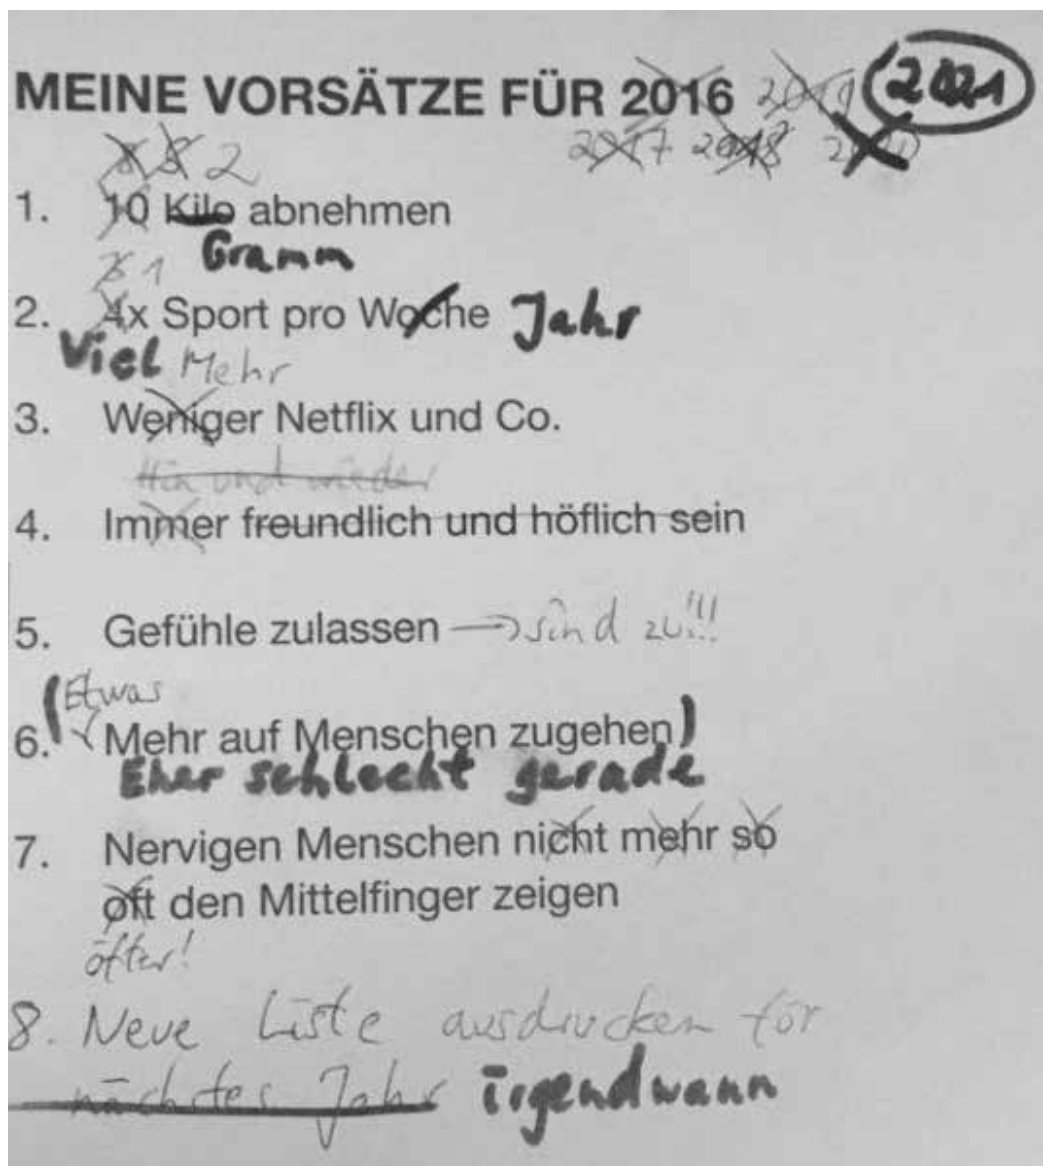 MEINE VORSÄTZE FÜR 2016 2019 2021
2017 2018 2020
8 5 2
1. 10 Kilo abnehmen
Gramm
1
2. 4x Sport pro Woche Jahr
Viel Mehr
3. Weniger Netflix und Co.
Hin und wieder
4. Immer freundlich und höflich sein
5. Gefühle zulassen → sind zu!!!
(Etwas
6. Mehr auf Menschen zugehen)
Eher schlecht gerade
7. Nervigen Menschen nicht mehr so
oft den Mittelfinger zeigen
öfter!
8. Neue Liste ausdrucken für
nächstes Jahr irgendwann